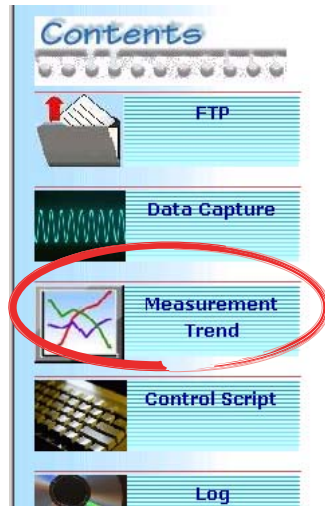 Contents
FTP
Data Capture
Measurement
Trend
Control Script
Log